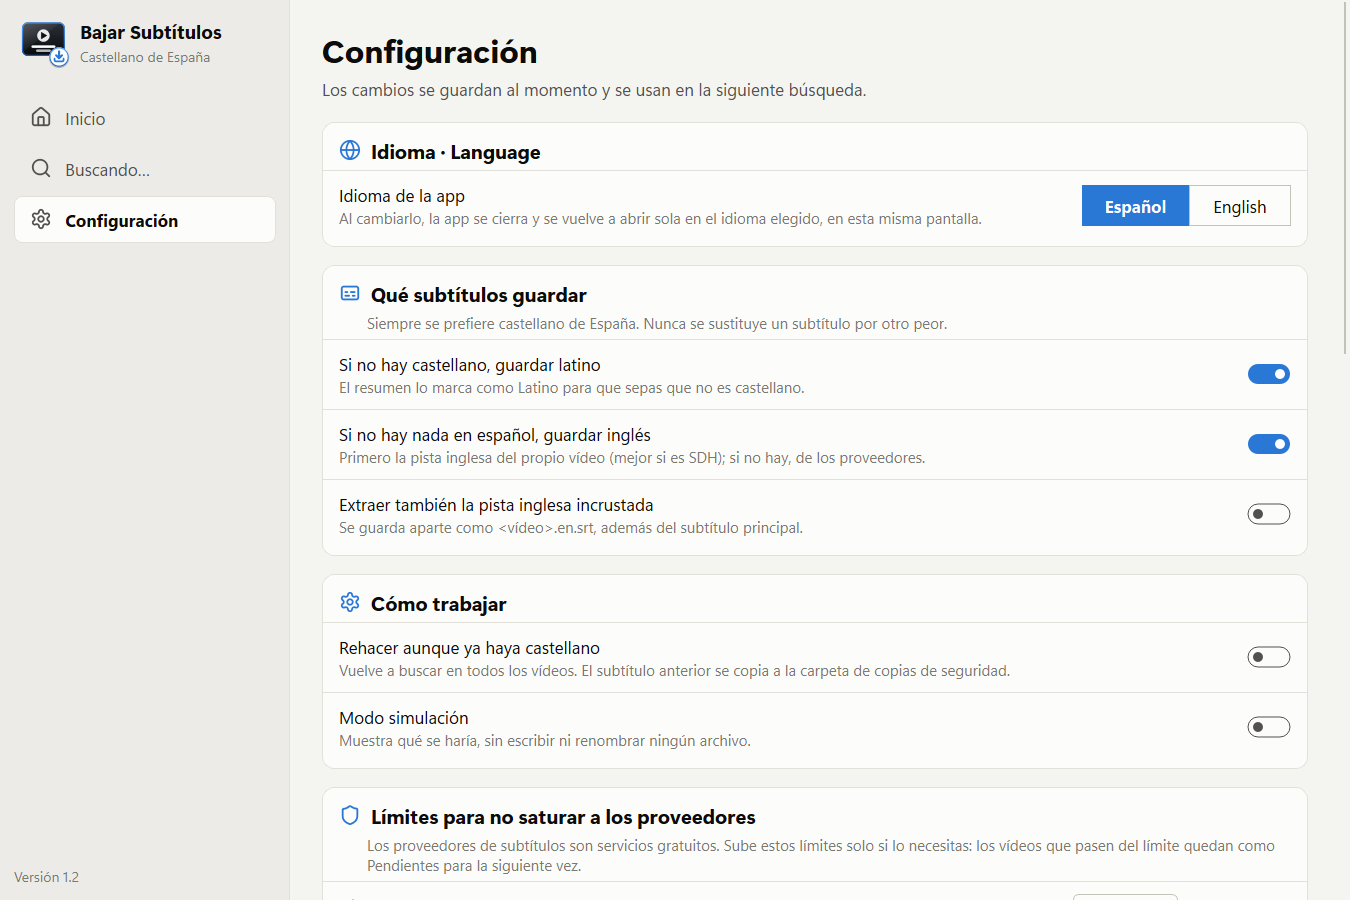 Bajar Subtítulos
Castellano de España
Inicio
Buscando...
Configuración
Versión 1.2
Configuración
Los cambios se guardan al momento y se usan en la siguiente búsqueda.
Idioma · Language
Idioma de la app
Al cambiarlo, la app se cierra y se vuelve a abrir sola en el idioma elegido, en esta misma pantalla.
Español
English
Qué subtítulos guardar
Siempre se prefiere castellano de España. Nunca se sustituye un subtítulo por otro peor.
Si no hay castellano, guardar latino
El resumen lo marca como Latino para que sepas que no es castellano.
Si no hay nada en español, guardar inglés
Primero la pista inglesa del propio vídeo (mejor si es SDH); si no hay, de los proveedores.
Extraer también la pista inglesa incrustada
Se guarda aparte como <vídeo>.en.srt, además del subtítulo principal.
Cómo trabajar
Rehacer aunque ya haya castellano
Vuelve a buscar en todos los vídeos. El subtítulo anterior se copia a la carpeta de copias de seguridad.
Modo simulación
Muestra qué se haría, sin escribir ni renombrar ningún archivo.
Límites para no saturar a los proveedores
Los proveedores de subtítulos son servicios gratuitos. Sube estos límites solo si lo necesitas: los vídeos que pasen del límite quedan como
Pendientes para la siguiente vez.